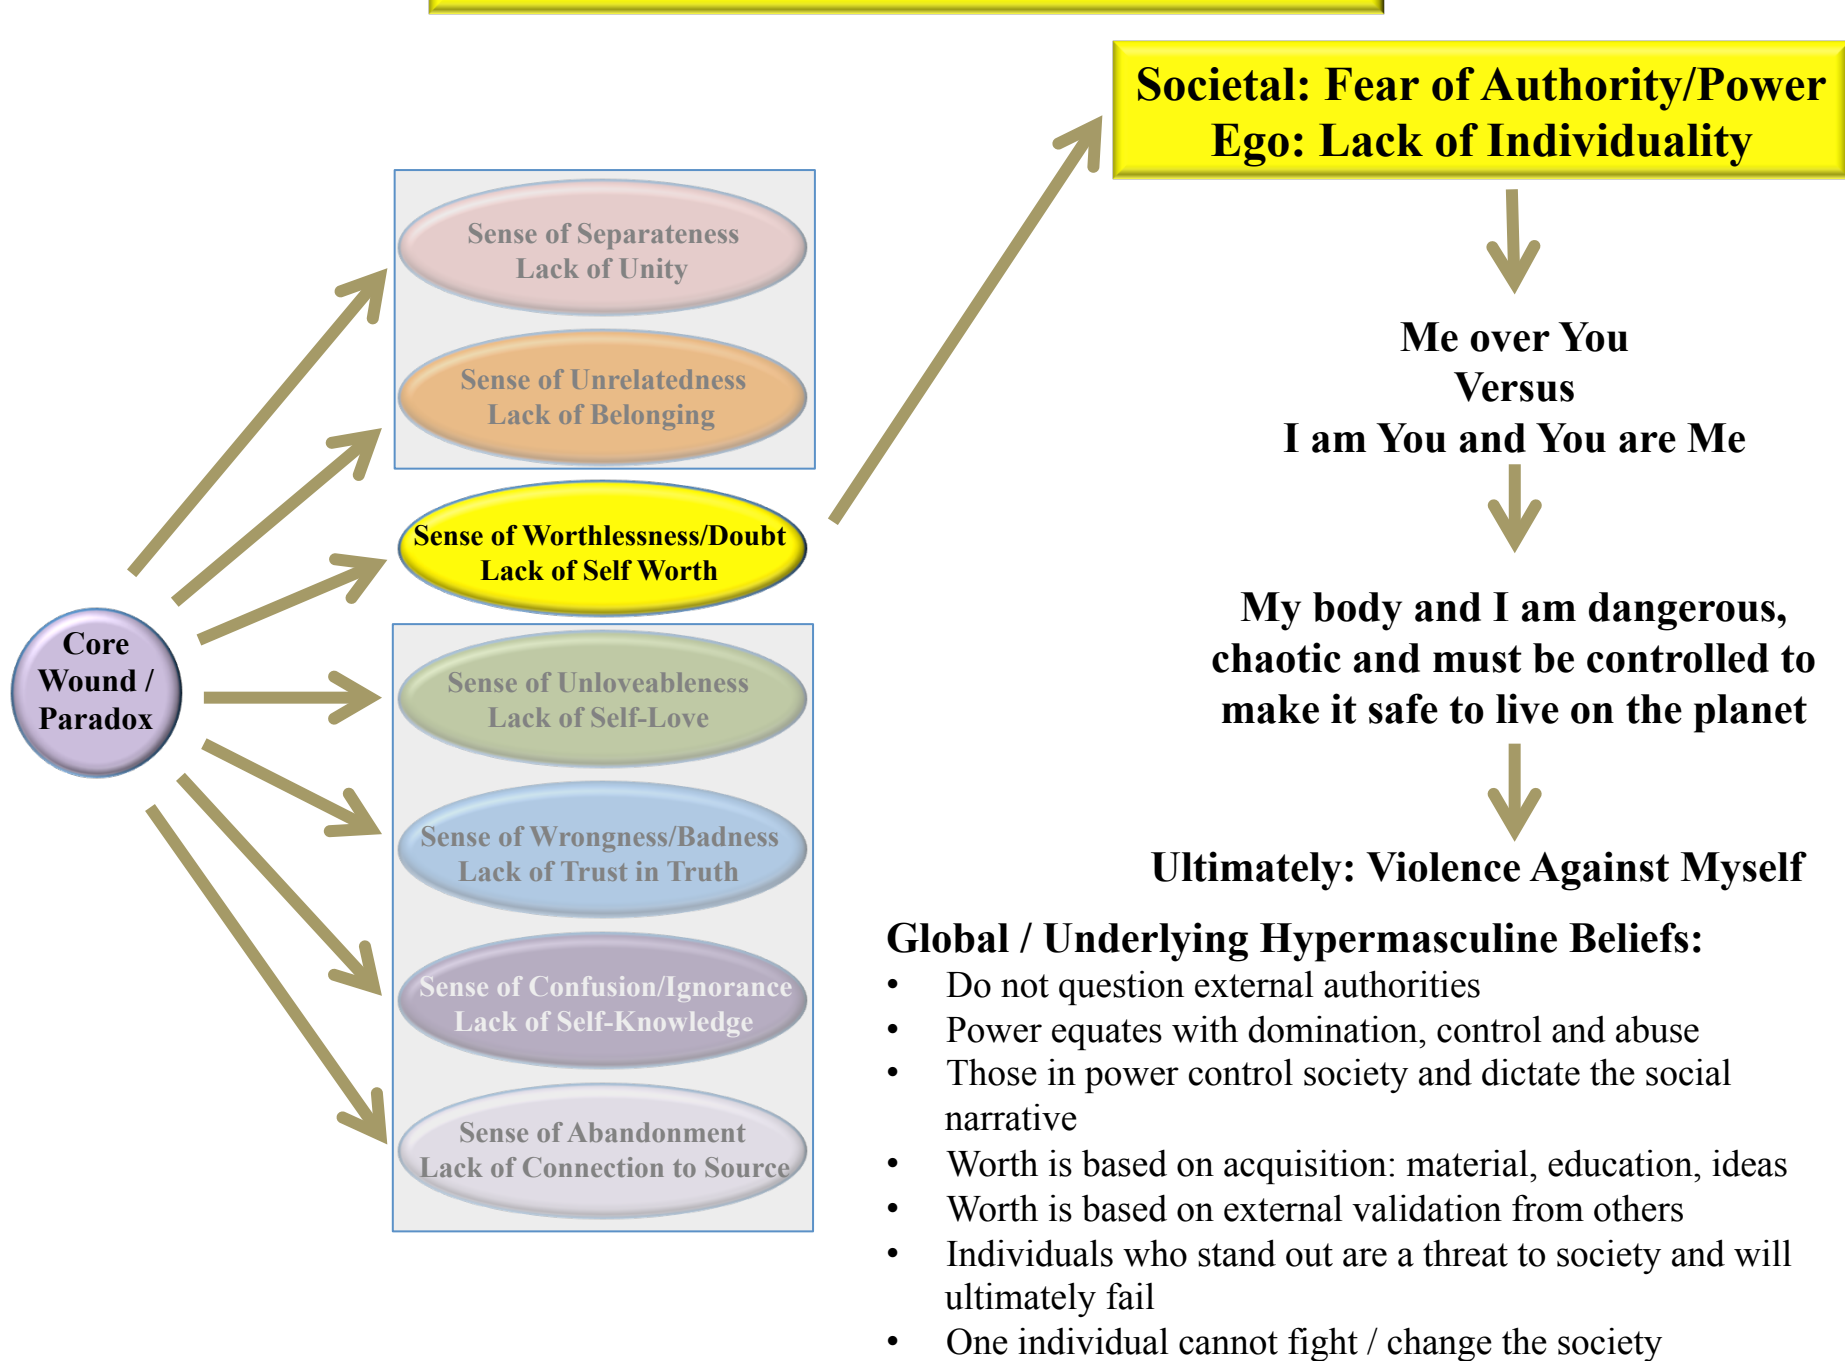 Societal: Fear of Authority/Power
Ego: Lack of Individuality
Sense of Separateness
Lack of Unity
Sense of Unrelatedness
Lack of Belonging
Sense of Worthlessness/Doubt
Lack of Self Worth
Core
Wound /
Paradox
Sense of Unloveableness
Lack of Self-Love
Sense of Wrongness/Badness
Lack of Trust in Truth
Sense of Confusion/Ignorance
Lack of Self-Knowledge
Sense of Abandonment
Lack of Connection to Source
Me over You
Versus
I am You and You are Me
My body and I am dangerous,
chaotic and must be controlled to
make it safe to live on the planet
Ultimately: Violence Against Myself
Global / Underlying Hypermasculine Beliefs:
• Do not question external authorities
• Power equates with domination, control and abuse
• Those in power control society and dictate the social
narrative
• Worth is based on acquisition: material, education, ideas
• Worth is based on external validation from others
• Individuals who stand out are a threat to society and will
ultimately fail
• One individual cannot fight / change the society